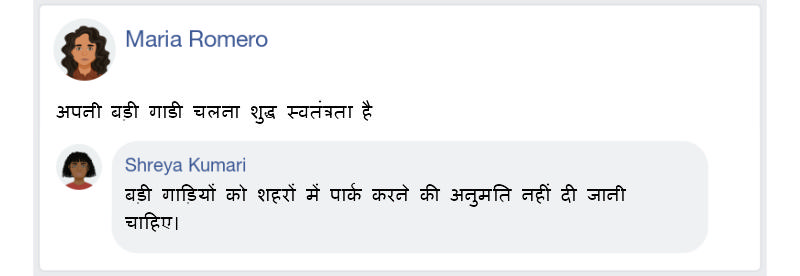 Maria Romero
अपनी बड़ी गाडी चलना शुद्ध स्वतंत्रता है
Shreya Kumari
बड़ी गाड़ियों को शहरों में पार्क करने की अनुमति नहीं दी जानी
चाहिए।